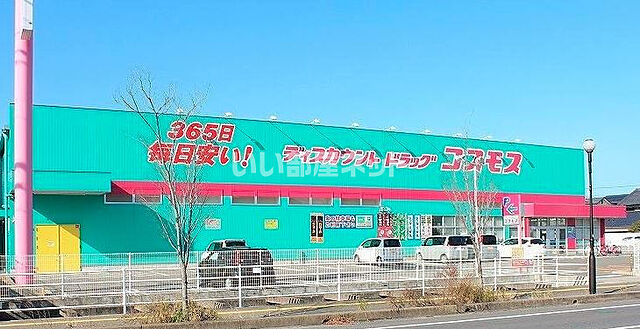 365日
毎日安い!
ディスカウント ドラッグ コスモス
いい部屋ネット
P